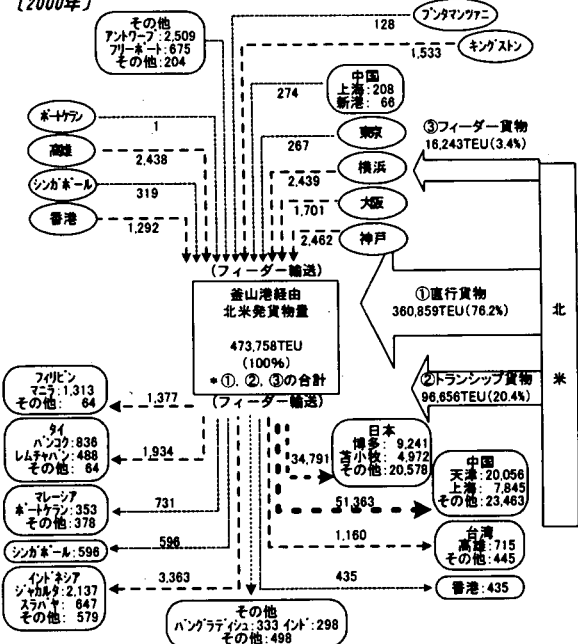 〔2000年〕
その他
アントワープ:2,509
フリーポート:675
その他:204
128
プンタマンツァニ
1,533
キングストン
274
中国
上海:208
新港: 66
ポートケラン
1
高雄
2,438
シンガポール
319
香港
1,292
東京
267
横浜
2,439
大阪
1,701
神戸
2,462
③フィーダー貨物
16,243TEU(3.4%)
(フィーダー輸送)
釜山港経由
北米発貨物量
473,758TEU
(100%)
*①,②,③の合計
(フィーダー輸送)
①直行貨物
360,859TEU(76.2%)
②トランシップ貨物
96,656TEU(20.4%)
北
米
フィリピン
マニラ:1,313
その他: 64
1,377
タイ
バンコク:836
レムチャバン:488
その他: 64
1,934
マレーシア
ポートケラン:353
その他:378
731
シンガポール:596
596
インドネシア
ジャカルタ:2,137
スラバヤ: 647
その他: 579
3,363
その他
バングラディシュ:333 インド:298
その他:498
34,791
日本
博多: 9,241
苫小牧: 4,972
その他:20,578
51,363
中国
天津:20,056
上海: 7,845
その他:23,463
1,160
台湾
高雄:715
その他:445
435
香港:435